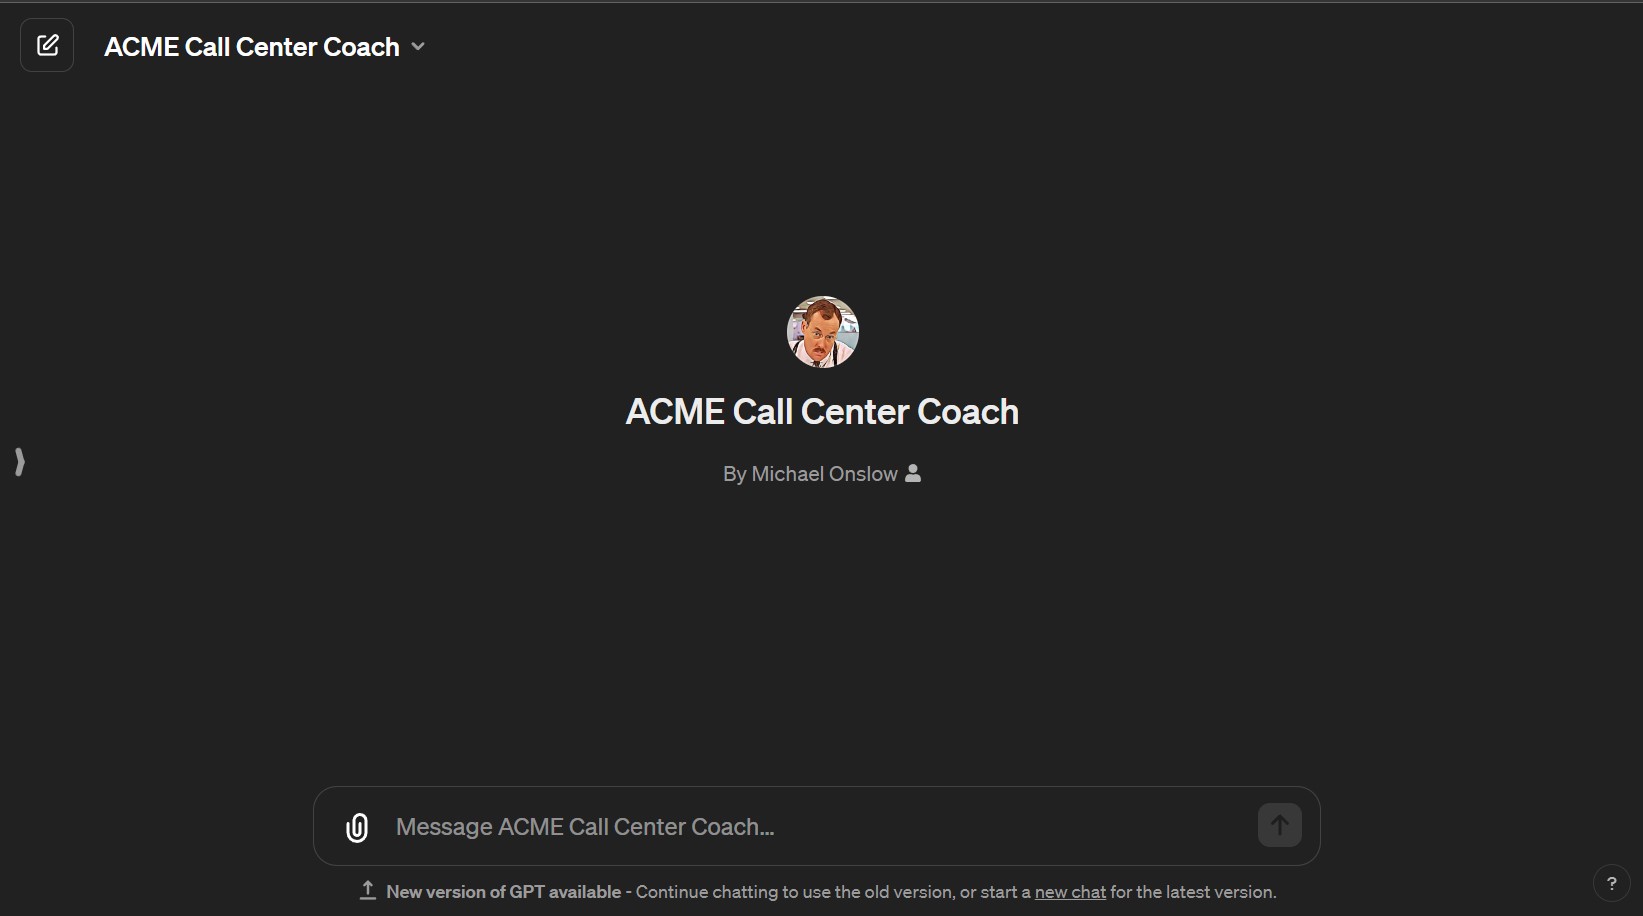 ACME Call Center Coach
ACME Call Center Coach
By Michael Onslow
Message ACME Call Center Coach...
New version of GPT available - Continue chatting to use the old version, or start a new chat for the latest version.
?